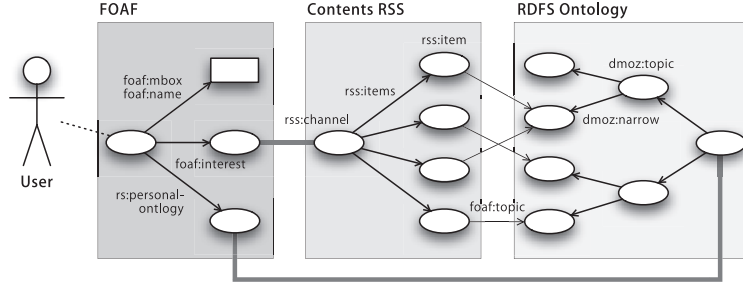 FOAF
Contents RSS
RDFS Ontology
rss:item
foaf:mbox
foaf:name
rss:items
dmoz:topic
rss:channel
dmoz:narrow
foaf:interest
User
rs:personal-
ontlogy
foaf:topic